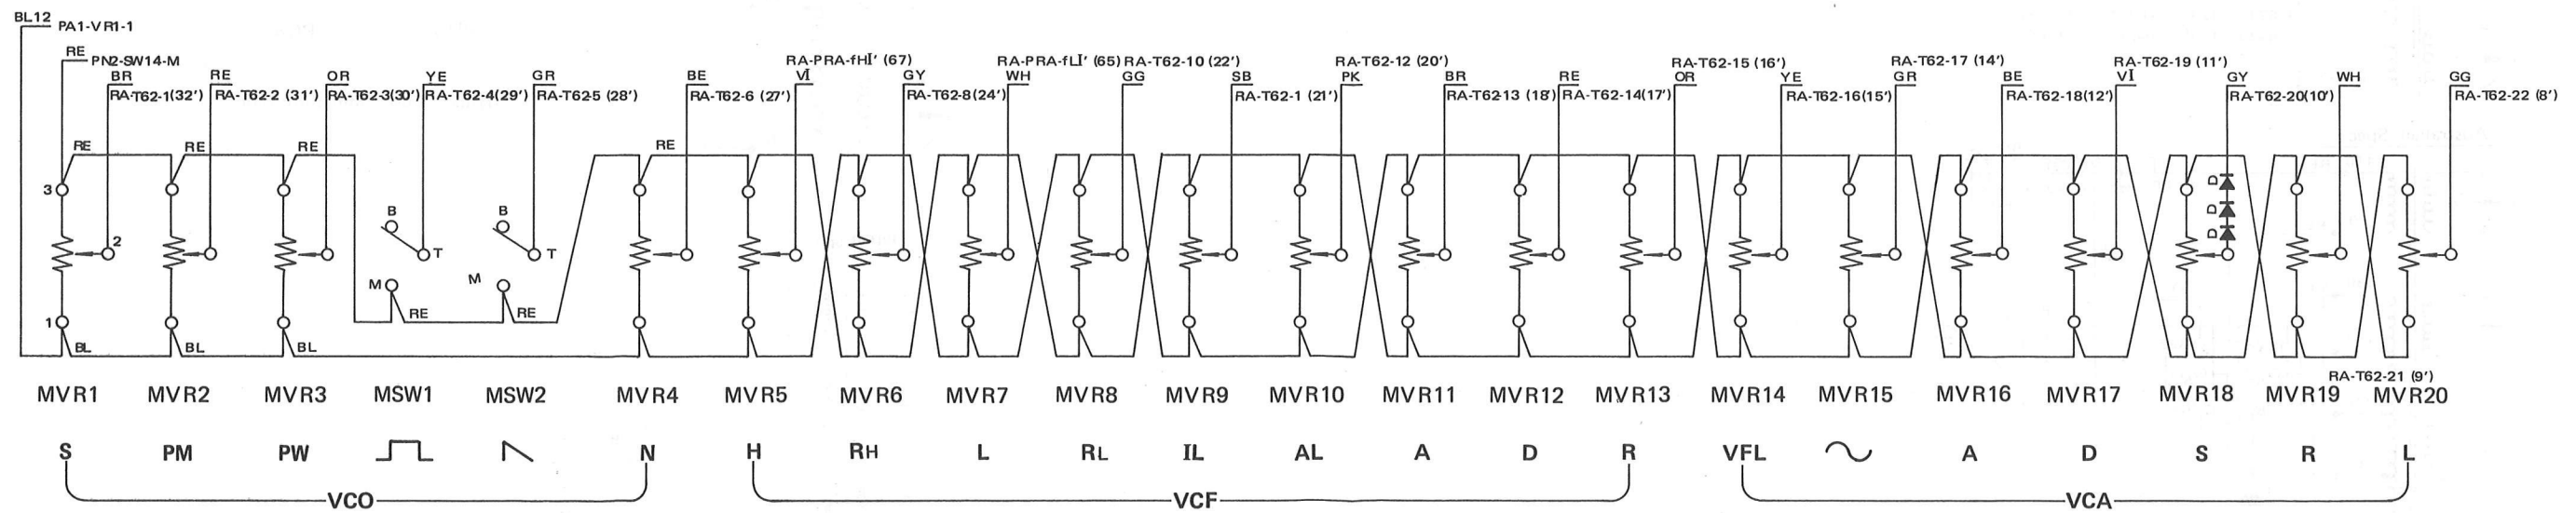 BL12 PA1-VR1-1
RE PN2-SW14-M
RA-PRA-fHI' (67) RA-PRA-fLI' (65) RA-T62-10 (22') RA-T62-12 (20') RA-T62-15 (16') RA-T62-17 (14') RA-T62-19 (11')
BR RE OR YE GR BE VI GY WH GG SB PK BR RE OR YE GR BE VI GY WH GG
RA-T62-1(32') RA-T62-2 (31') RA-T62-3(30') RA-T62-4(29') RA-T62-5 (28') RA-T62-6 (27') RA-T62-8(24') RA-T62-1 (21') RA-T62-13 (18') RA-T62-14(17') RA-T62-16(15') RA-T62-18(12') RA-T62-20(10') RA-T62-22 (8')
RE RE RE RE
3 D
B B D
2 T T D
M M
1 RE RE
BL BL BL
RA-T62-21 (9')
MVR1 MVR2 MVR3 MSW1 MSW2 MVR4 MVR5 MVR6 MVR7 MVR8 MVR9 MVR10 MVR11 MVR12 MVR13 MVR14 MVR15 MVR16 MVR17 MVR18 MVR19 MVR20
S PM PW N H RH L RL IL AL A D R VFL A D S R L
VCO VCF VCA